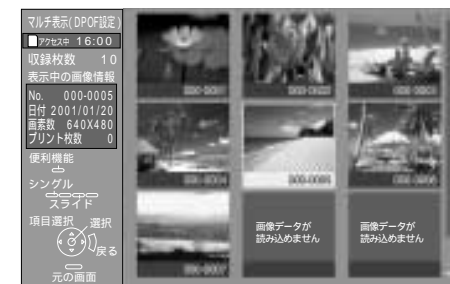 マルチ表示(DPOF設定)
アクセス中 16:00
収録枚数 10
表示中の画像情報
No. 000-0005
日付 2001/01/20
画素数 640X480
プリント枚数 0
便利機能
シングル
スライド
項目選択 選択
戻る
元の画面
000-0005
000-0007
画像データが
読み込めません
画像データが
読み込めません